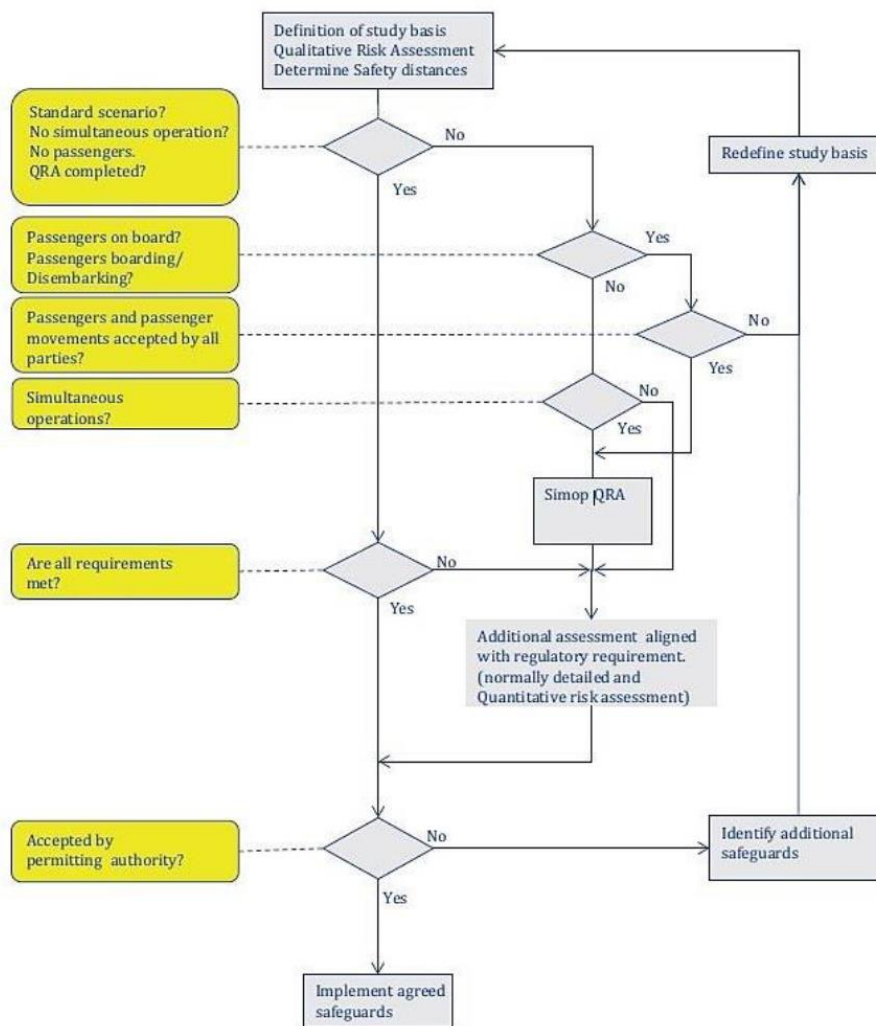 Definition of study basis
Qualitative Risk Assessment
Determine Safety distances
Standard scenario?
No simultaneous operation?
No passengers.
QRA completed?
No
Redefine study basis
Yes
Passengers on board?
Passengers boarding/
Disembarking?
Yes
No
Passengers and passenger
movements accepted by all
parties?
No
Yes
Simultaneous
operations?
No
Yes
Simop QRA
Are all requirements
met?
No
Yes
Additional assessment aligned
with regulatory requirement.
(normally detailed and
Quantitative risk assessment)
Accepted by
permitting authority?
No
Identify additional
safeguards
Yes
Implement agreed
safeguards